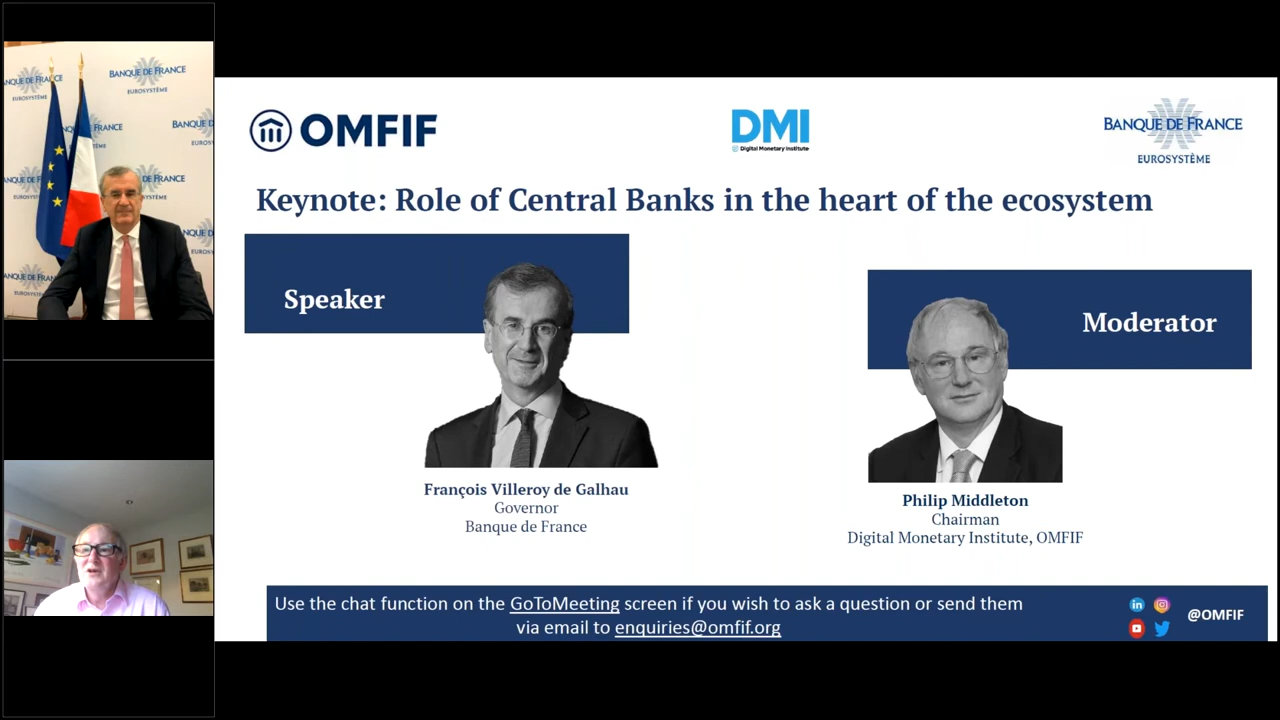 BANQUE DE FRANCE
EUROSYSTÈME
OMFIF
DMI
Digital Monetary Institute
BANQUE DE FRANCE
EUROSYSTÈME
Keynote: Role of Central Banks in the heart of the ecosystem
Speaker
Moderator
François Villeroy de Galhau
Governor
Banque de France
Philip Middleton
Chairman
Digital Monetary Institute, OMFIF
Use the chat function on the GoToMeeting screen if you wish to ask a question or send them
via email to enquiries@omfif.org
@OMFIF